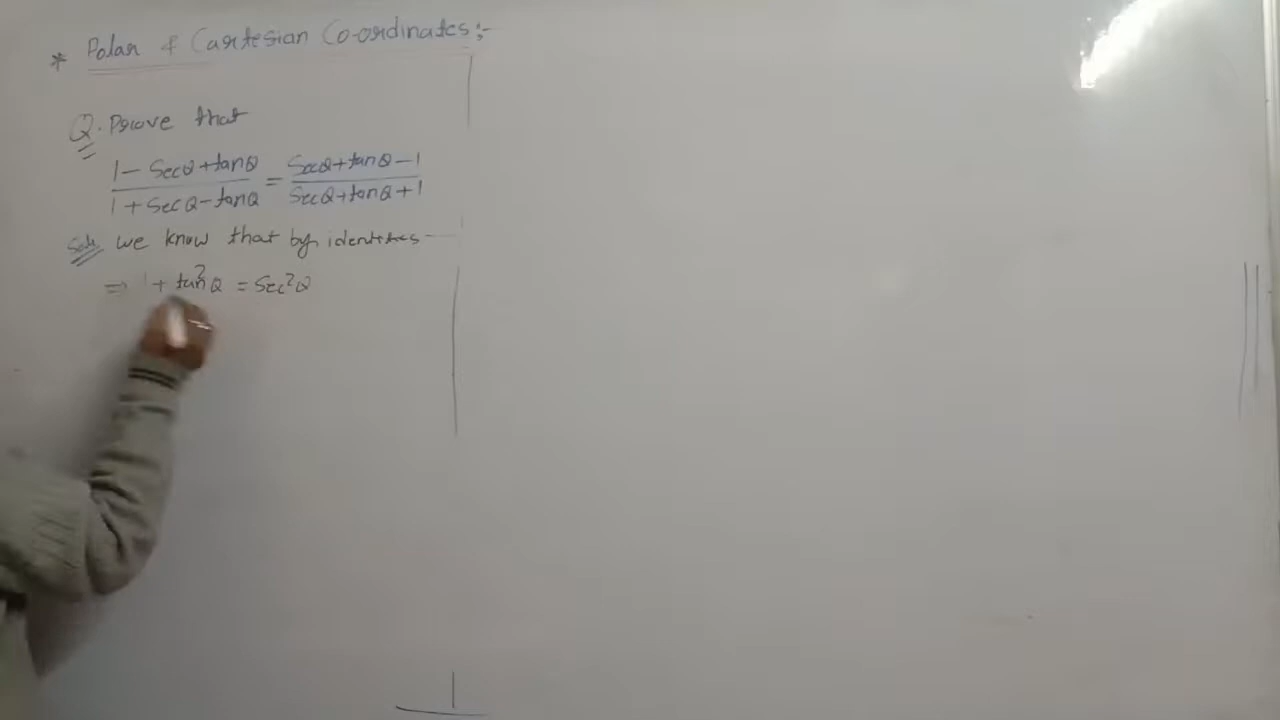 * Polar & Cartesian Co-ordinates:-
Q. Prove that
1 - Secθ + tanθ / 1 + Secθ - tanθ = Secθ + tanθ - 1 / Secθ + tanθ + 1
Soln we know that by identities
⇒ 1 + tan²θ = Sec²θ